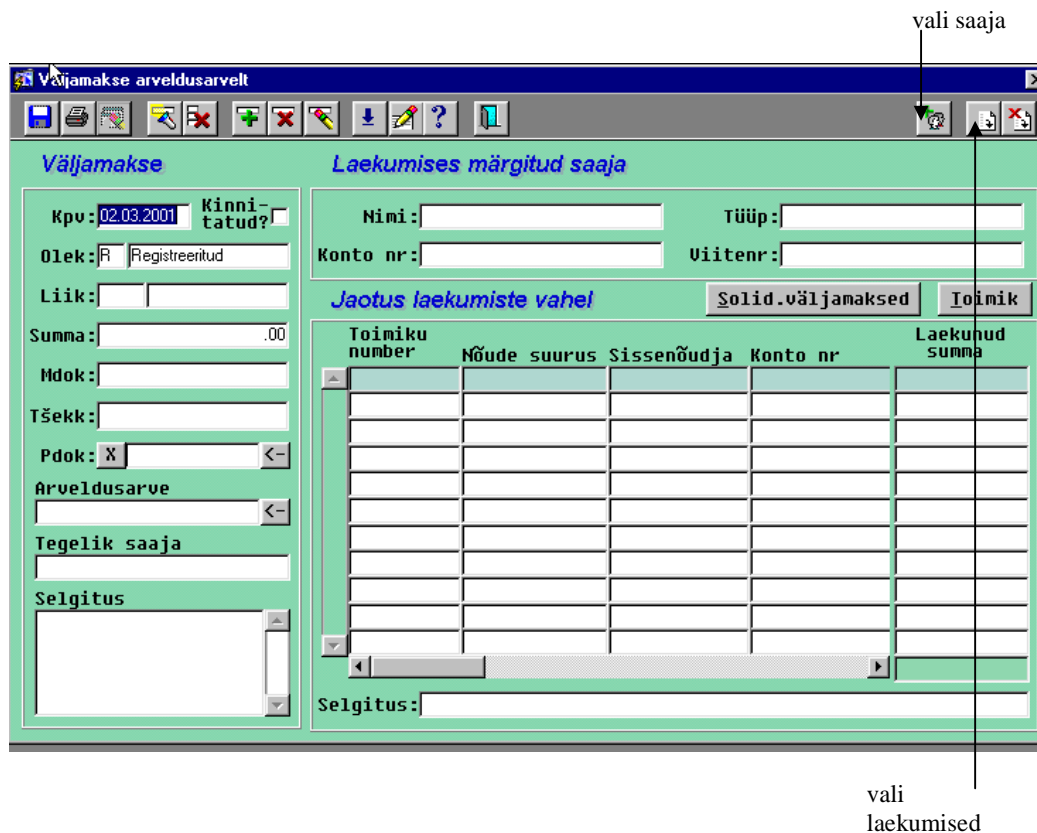 vali saaja
Väljamakse arveldusarvelt
Väljamakse
Laekumises märgitud saaja
Kpv: 02.03.2001 Kinni-
tatud?
Olek: R Registreeritud
Liik:
Summa: .00
Mdok:
Tšekk:
Pdok: X <-
Arveldusarve
<-
Tegelik saaja
Selgitus
Nimi: Tüüp:
Konto nr: Viitenr:
Jaotus laekumiste vahel Solid.väljamaksed Toimik
Toimiku
number Nõude suurus Sissenõudja Konto nr Laekunud
summa
Selgitus:
vali
laekumised